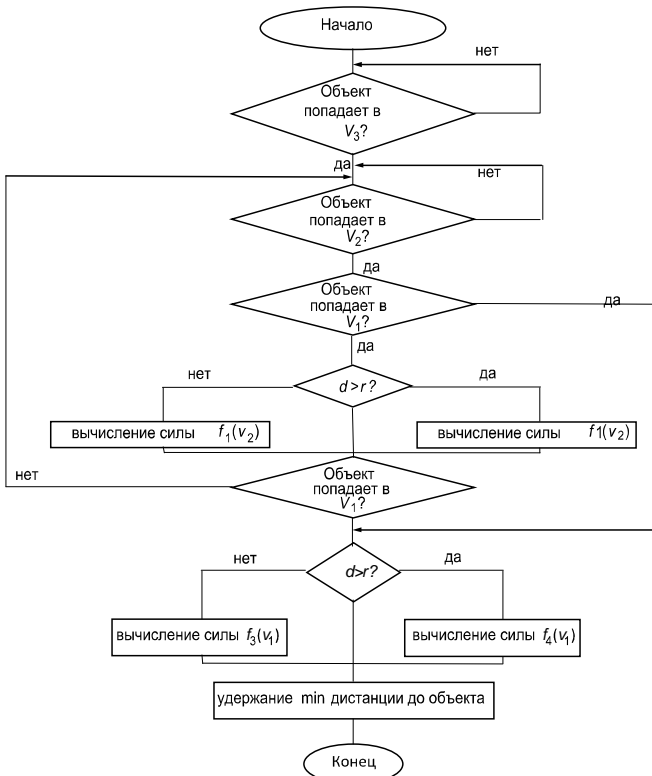 Начало
нет
Объект
попадает в
V3?
да
нет
Объект
попадает в
V2?
да
Объект
попадает в
V1?
да
да
нет
d>r?
да
вычисление силы f1(v2)
вычисление силы f1(v2)
нет
Объект
попадает в
V1?
нет
d>r?
да
вычисление силы f3(v1)
вычисление силы f4(v1)
удержание min дистанции до объекта
Конец